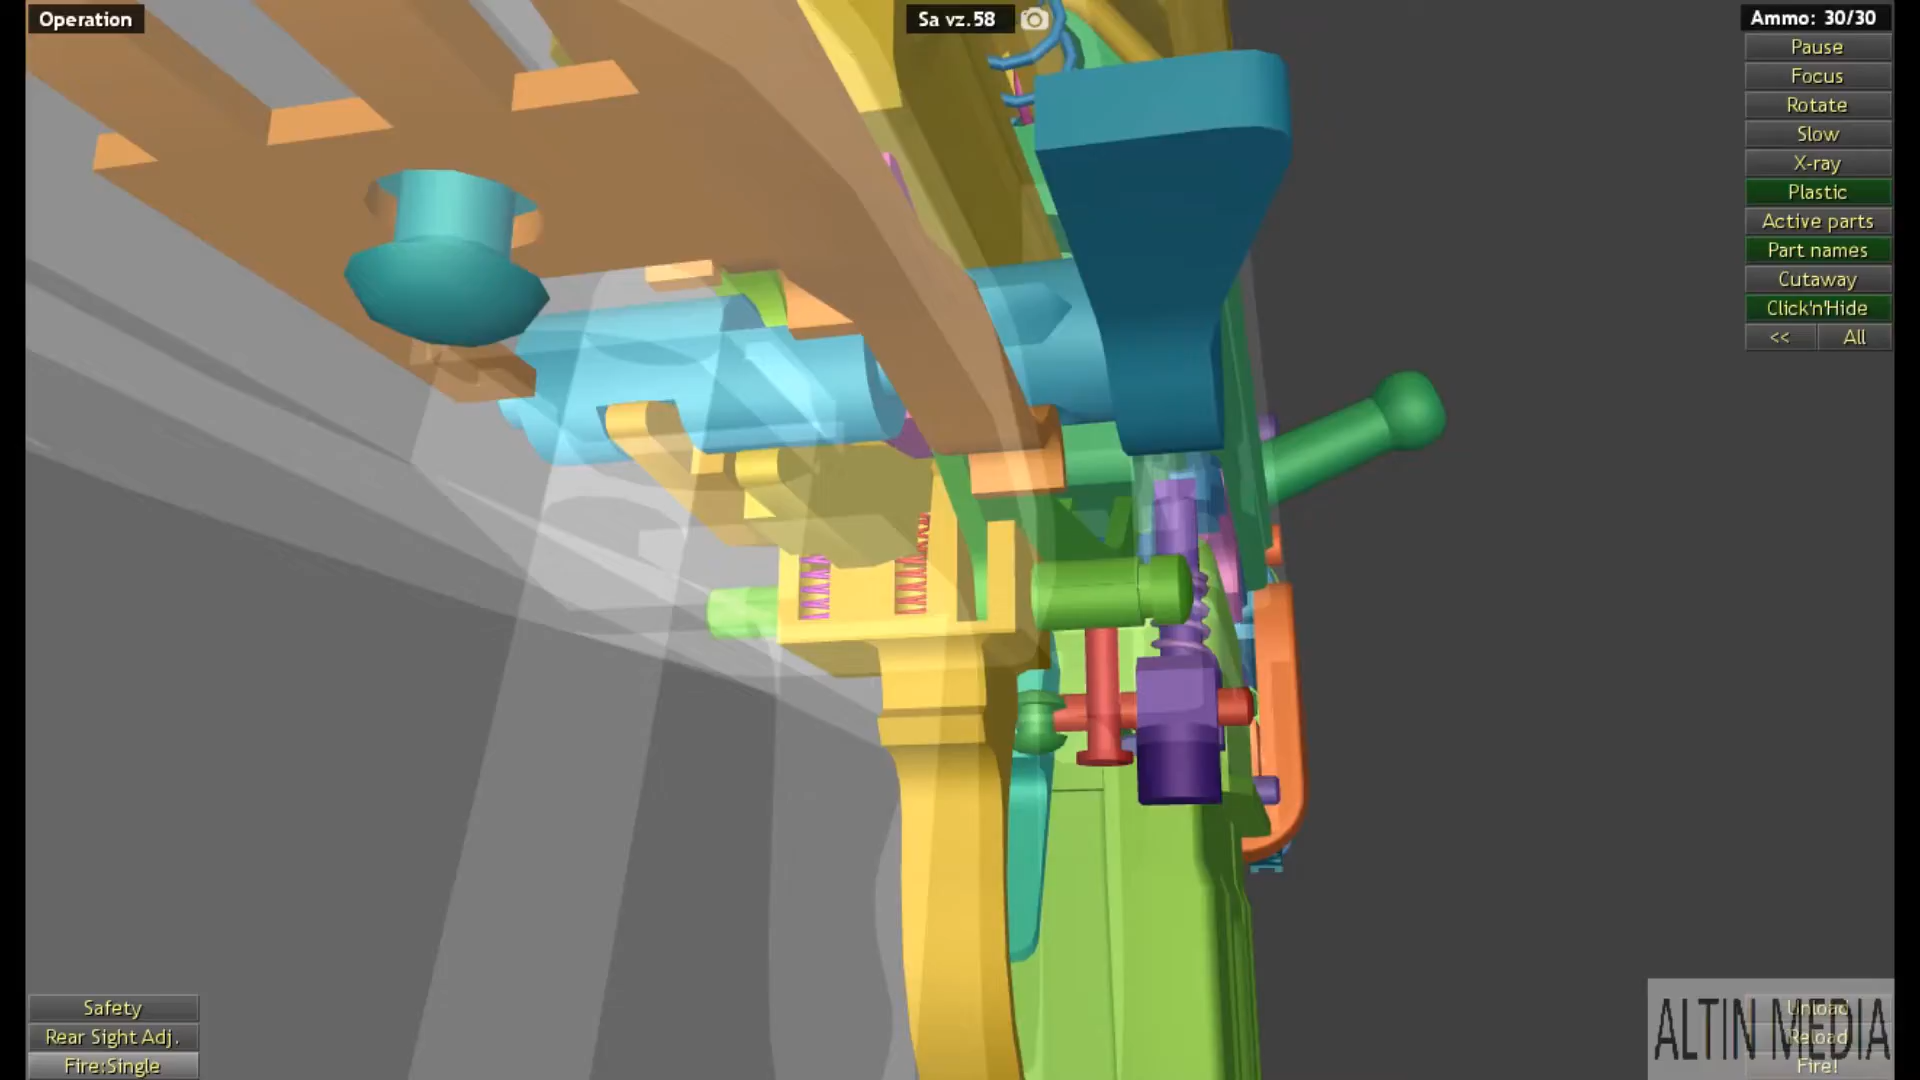 Operation
Sa vz.58
Ammo: 30/30
Pause
Focus
Rotate
Slow
X-ray
Plastic
Active parts
Part names
Cutaway
Click'n'Hide
<< All
Safety
Rear Sight Adj.
Fire:Single
Unload
Reload
Fire!
ALTIN MEDIA